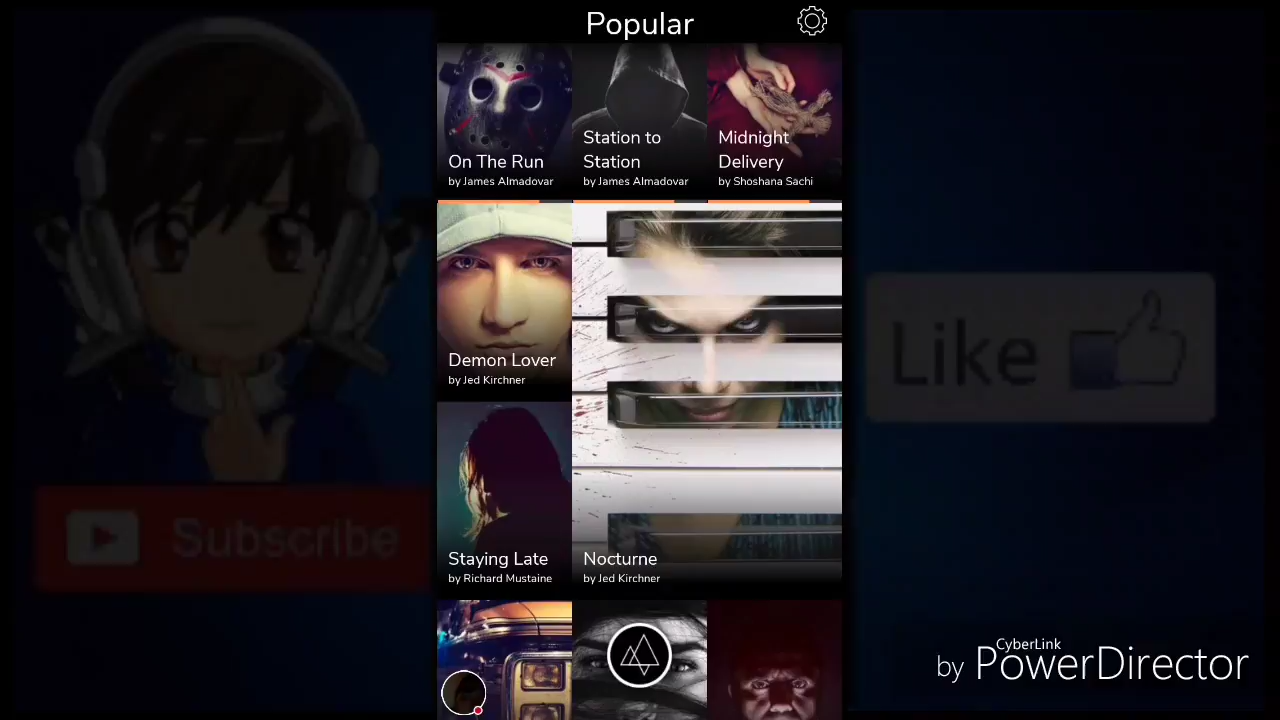 Popular
On The Run
by James Almadovar
Station to
Station
by James Almadovar
Midnight
Delivery
by Shoshana Sachi
Demon Lover
by Jed Kirchner
Staying Late
by Richard Mustaine
Nocturne
by Jed Kirchner
Subscribe
Like
CyberLink
by PowerDirector